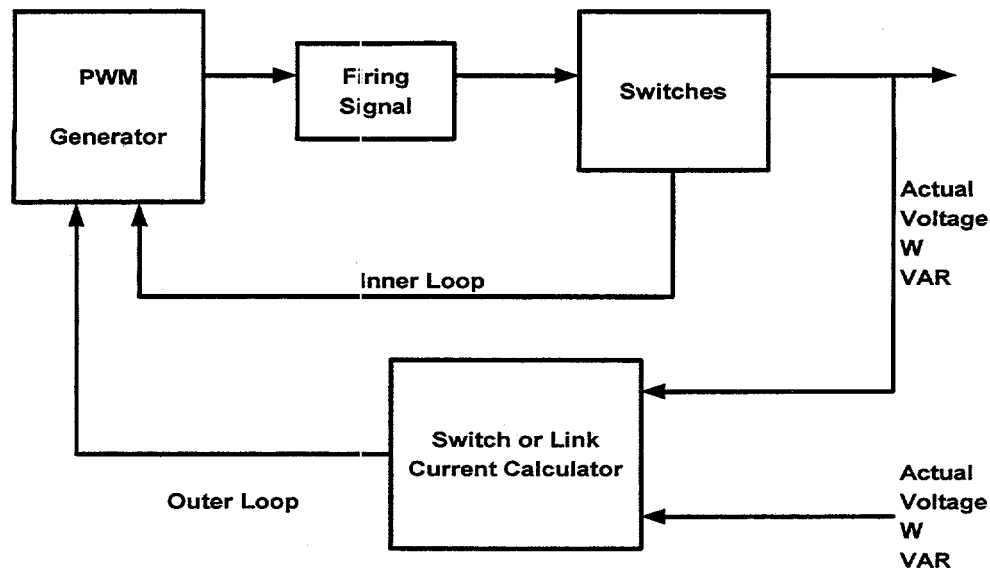 PWM
Generator
Firing
Signal
Switches
Actual
Voltage
W
VAR
Inner Loop
Switch or Link
Current Calculator
Outer Loop
Actual
Voltage
W
VAR